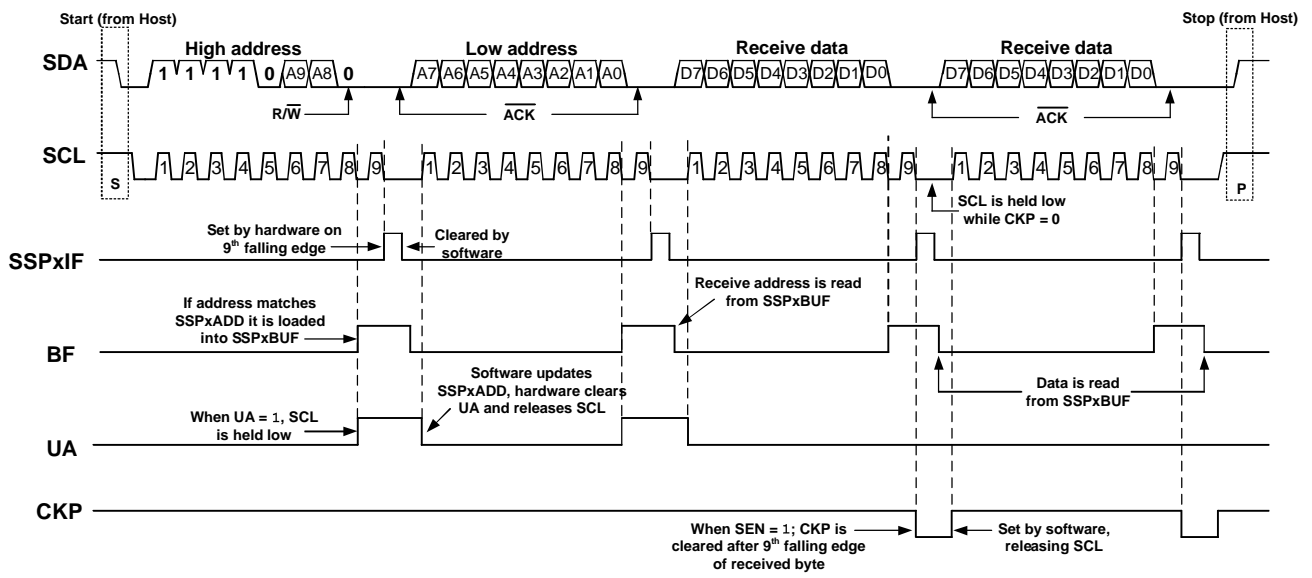 Start (from Host)
Stop (from Host)
High address
Low address
Receive data
Receive data
SDA
1 1 1 1 0 A9 A8 0
A7 A6 A5 A4 A3 A2 A1 A0
D7 D6 D5 D4 D3 D2 D1 D0
D7 D6 D5 D4 D3 D2 D1 D0
R/W
ACK
ACK
SCL
S
1 2 3 4 5 6 7 8 9
1 2 3 4 5 6 7 8 9
1 2 3 4 5 6 7 8 9
1 2 3 4 5 6 7 8 9
P
SCL is held low
while CKP = 0
SSPxIF
Set by hardware on
9th falling edge
Cleared by
software
Receive address is read
from SSPxBUF
If address matches
SSPxADD it is loaded
into SSPxBUF
BF
Data is read
from SSPxBUF
Software updates
SSPxADD, hardware clears
UA and releases SCL
When UA = 1, SCL
is held low
UA
CKP
When SEN = 1; CKP is
cleared after 9th falling edge
of received byte
Set by software,
releasing SCL